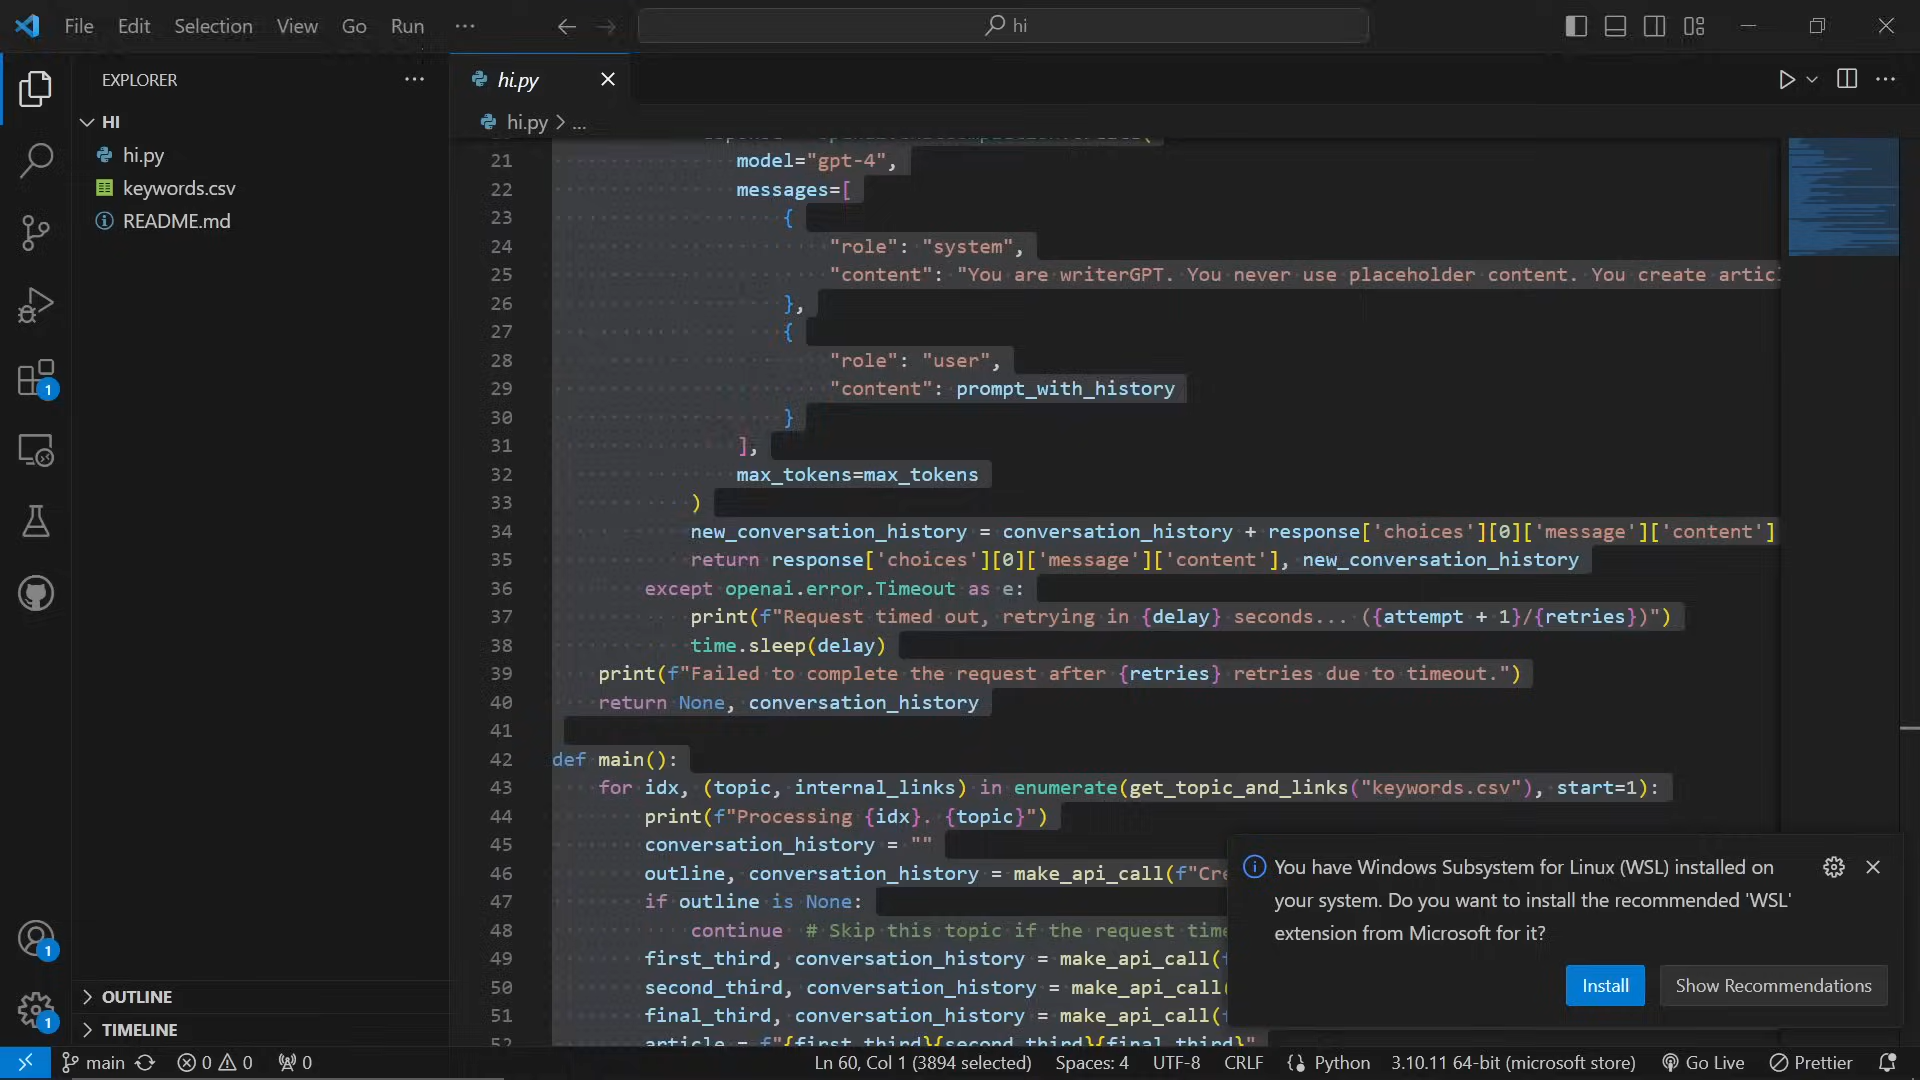 File Edit Selection View Go Run ...
hi
EXPLORER
HI
hi.py
keywords.csv
README.md
OUTLINE
TIMELINE
hi.py
hi.py > ...
21 model="gpt-4",
22 messages=[
23 {
24 "role": "system",
25 "content": "You are writerGPT. You never use placeholder content. You create artic
26 },
27 {
28 "role": "user",
29 "content": prompt_with_history
30 }
31 ],
32 max_tokens=max_tokens
33 )
34 new_conversation_history = conversation_history + response['choices'][0]['message']['content']
35 return response['choices'][0]['message']['content'], new_conversation_history
36 except openai.error.Timeout as e:
37 print(f"Request timed out, retrying in {delay} seconds... ({attempt + 1}/{retries})")
38 time.sleep(delay)
39 print(f"Failed to complete the request after {retries} retries due to timeout.")
40 return None, conversation_history
41
42 def main():
43 for idx, (topic, internal_links) in enumerate(get_topic_and_links("keywords.csv"), start=1):
44 print(f"Processing {idx}. {topic}")
45 conversation_history = ""
46 outline, conversation_history = make_api_call(f"Cre
47 if outline is None:
48 continue # Skip this topic if the request time
49 first_third, conversation_history = make_api_call(
50 second_third, conversation_history = make_api_call(
51 final_third, conversation_history = make_api_call(
52 article = f"{first_third}{second_third}{final_third}"
You have Windows Subsystem for Linux (WSL) installed on
your system. Do you want to install the recommended 'WSL'
extension from Microsoft for it?
Install Show Recommendations
1
1
1
main 0 0 0 Ln 60, Col 1 (3894 selected) Spaces: 4 UTF-8 CRLF Python 3.10.11 64-bit (microsoft store) Go Live Prettier